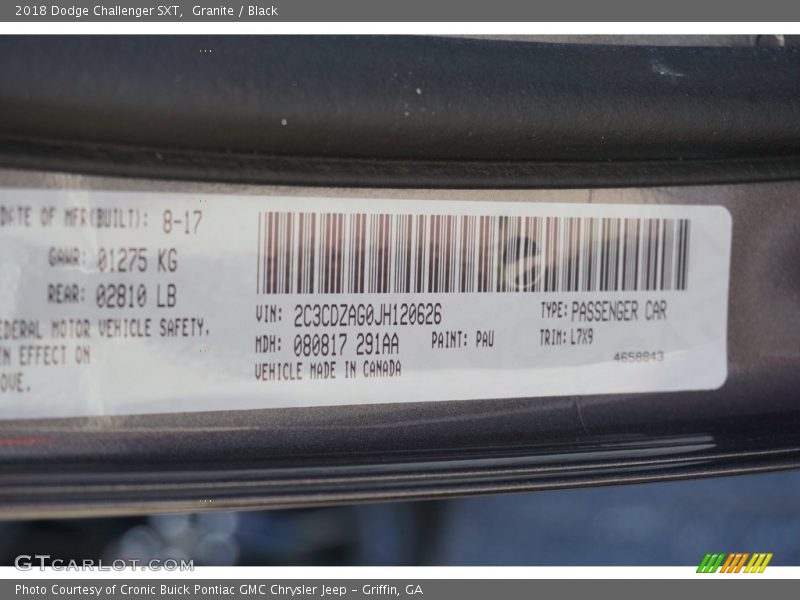 2018 Dodge Challenger SXT, Granite / Black
DATE OF MFR(BUILT): 8-17
GAWR: 01275 KG
REAR: 02810 LB
EDERAL MOTOR VEHICLE SAFETY,
IN EFFECT ON
OVE.
VIN: 2C3CDZAG0JH120626
TYPE: PASSENGER CAR
MDH: 080817 291AA
PAINT: PAU
TRIM: L7X9
VEHICLE MADE IN CANADA
4658843
GTCARLOT.COM
Photo Courtesy of Cronic Buick Pontiac GMC Chrysler Jeep - Griffin, GA